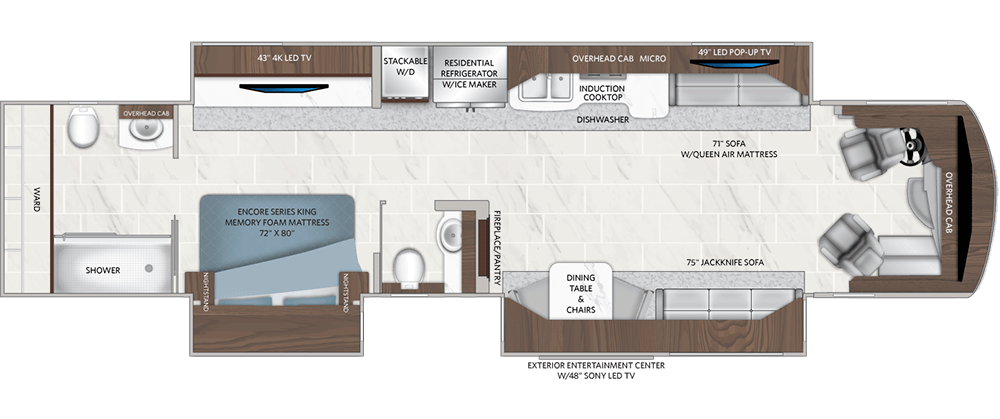 43" 4K LED TV
STACKABLE
W/D
RESIDENTIAL
REFRIGERATOR
W/ICE MAKER
OVERHEAD CAB MICRO
49" LED POP-UP TV
INDUCTION
COOKTOP
DISHWASHER
OVERHEAD CAB
71" SOFA
W/QUEEN AIR MATTRESS
WARD
ENCORE SERIES KING
MEMORY FOAM MATTRESS
72" X 80"
FIREPLACE/PANTRY
OVERHEAD CAB
SHOWER
NIGHTSTAND
NIGHTSTAND
DINING
TABLE
&
CHAIRS
75" JACKKNIFE SOFA
EXTERIOR ENTERTAINMENT CENTER
W/48" SONY LED TV